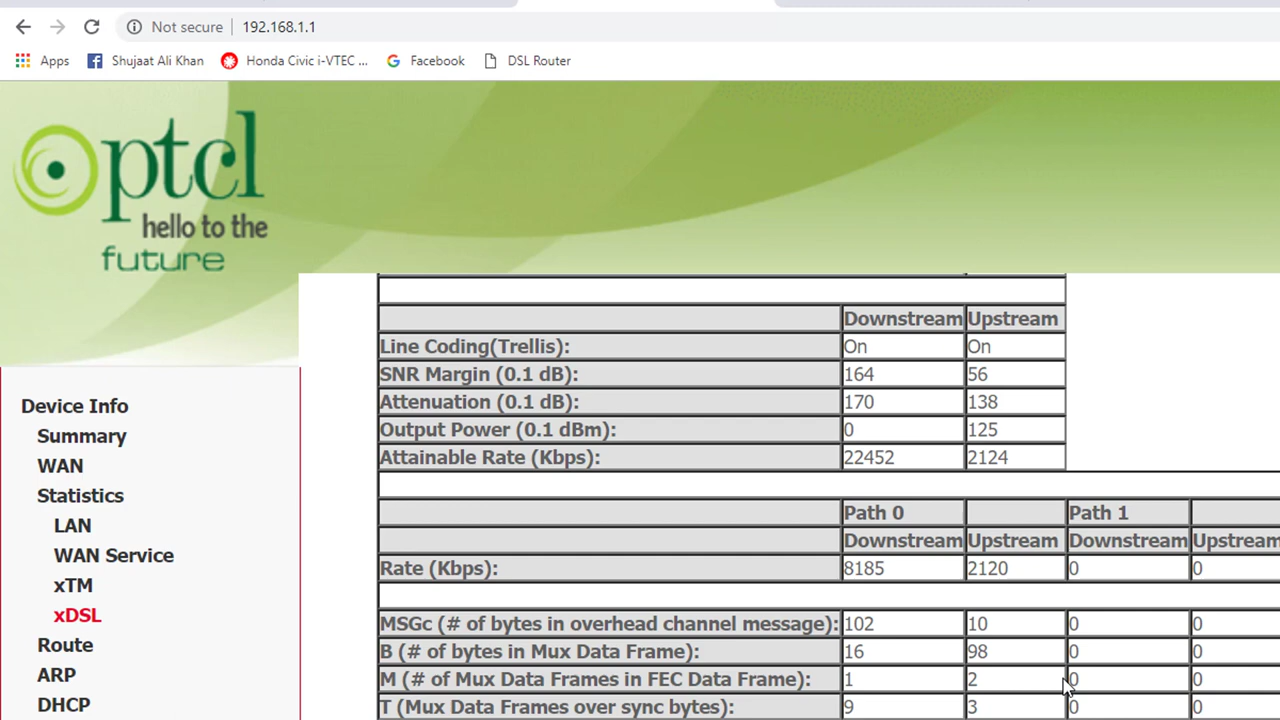 Not secure 192.168.1.1
Apps Shujaat Ali Khan Honda Civic i-VTEC ... Facebook DSL Router
ptcl
hello to the
future
Device Info
Summary
WAN
Statistics
LAN
WAN Service
xTM
xDSL
Route
ARP
DHCP
Downstream Upstream
Line Coding(Trellis): On On
SNR Margin (0.1 dB): 164 56
Attenuation (0.1 dB): 170 138
Output Power (0.1 dBm): 0 125
Attainable Rate (Kbps): 22452 2124
Path 0 Path 1
Downstream Upstream Downstream Upstream
Rate (Kbps): 8185 2120 0 0
MSGc (# of bytes in overhead channel message): 102 10 0 0
B (# of bytes in Mux Data Frame): 16 98 0 0
M (# of Mux Data Frames in FEC Data Frame): 1 2 0 0
T (Mux Data Frames over sync bytes): 9 3 0 0